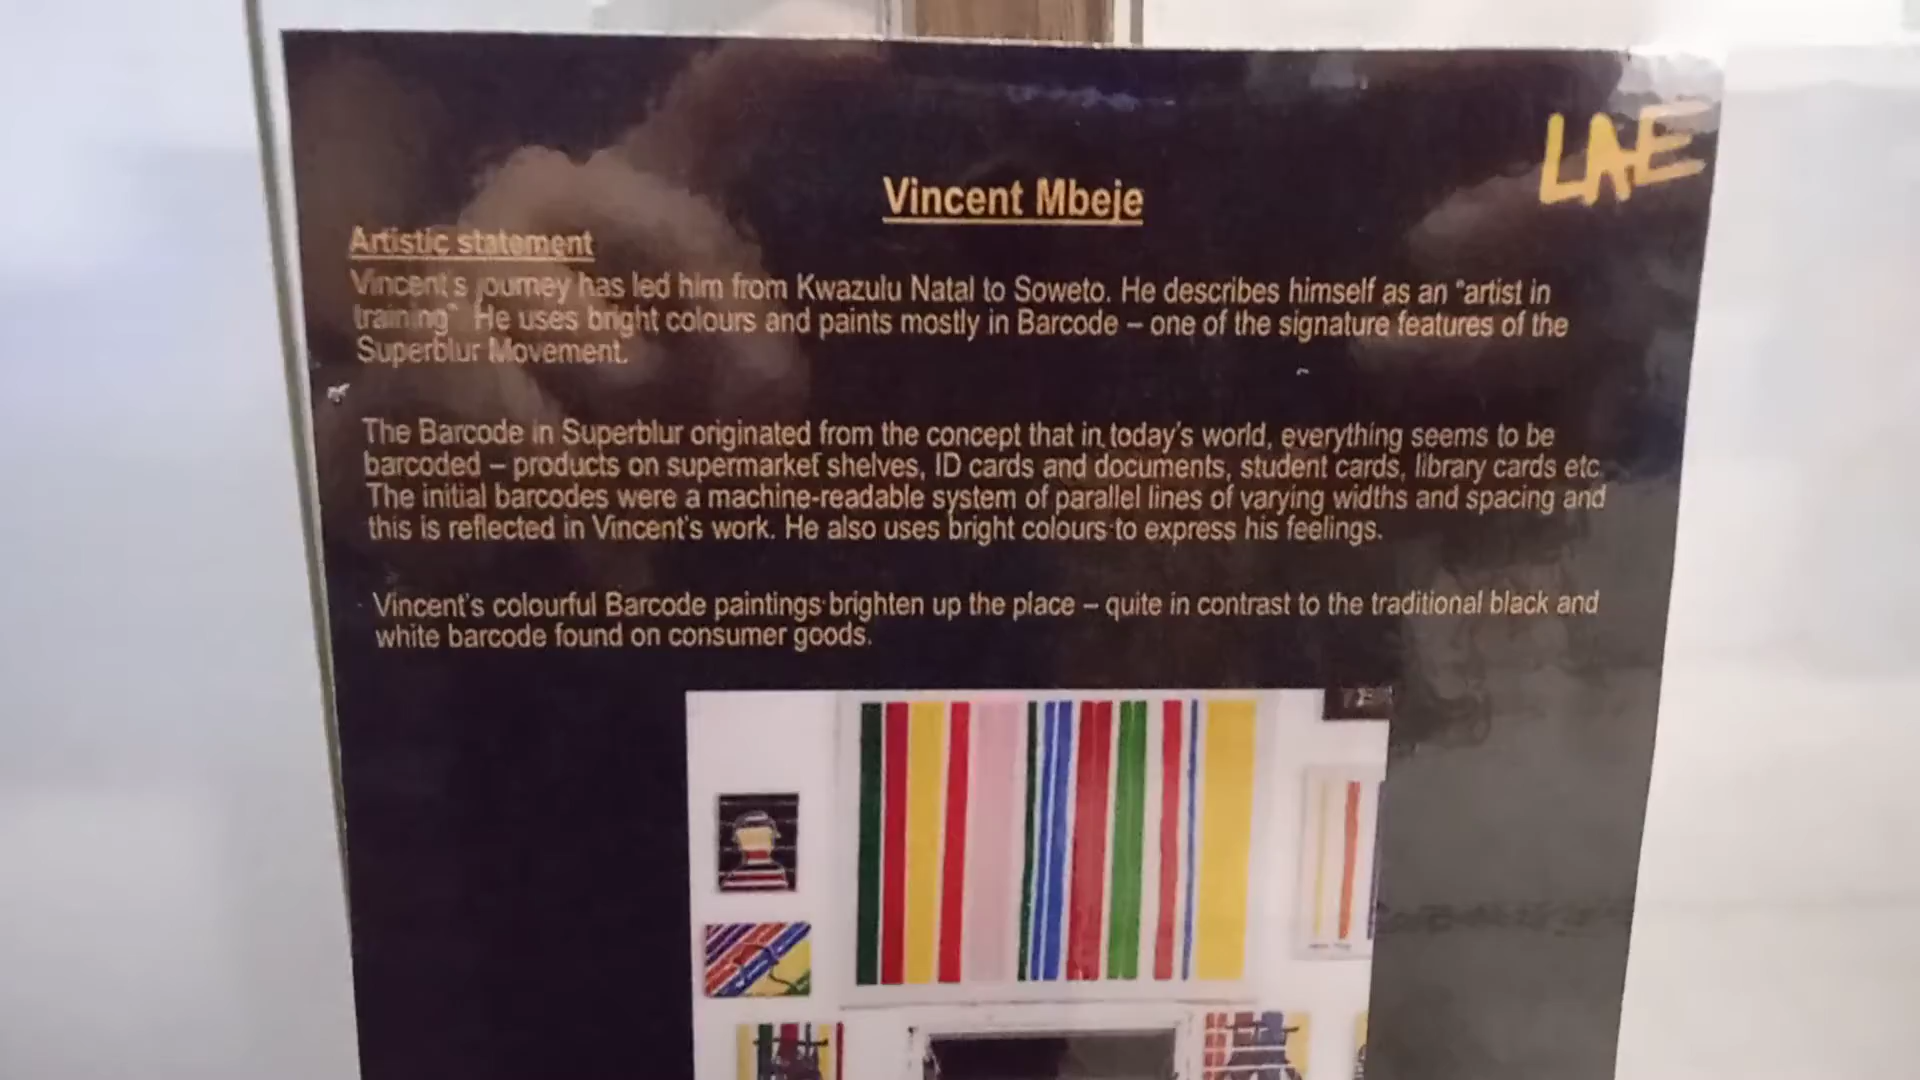 LAE
Vincent Mbeje
Artistic statement
Vincent's journey has led him from Kwazulu Natal to Soweto. He describes himself as an "artist in
training" He uses bright colours and paints mostly in Barcode – one of the signature features of the
Superblur Movement.
The Barcode in Superblur originated from the concept that in today's world, everything seems to be
barcoded – products on supermarket shelves, ID cards and documents, student cards, library cards etc.
The initial barcodes were a machine-readable system of parallel lines of varying widths and spacing and
this is reflected in Vincent's work. He also uses bright colours to express his feelings.
Vincent's colourful Barcode paintings brighten up the place – quite in contrast to the traditional black and
white barcode found on consumer goods.